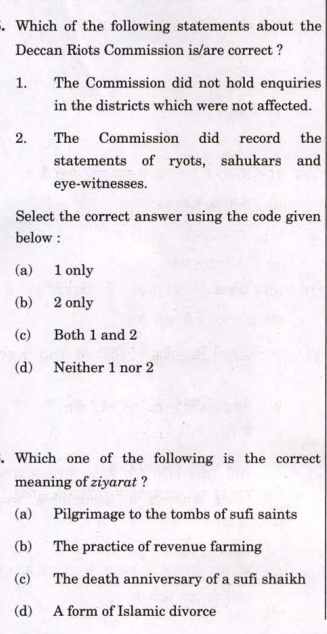 . Which of the following statements about the
Deccan Riots Commission is/are correct ?
1. The Commission did not hold enquiries
in the districts which were not affected.
2. The Commission did record the
statements of ryots, sahukars and
eye-witnesses.
Select the correct answer using the code given
below :
(a) 1 only
(b) 2 only
(c) Both 1 and 2
(d) Neither 1 nor 2
. Which one of the following is the correct
meaning of ziyarat ?
(a) Pilgrimage to the tombs of sufi saints
(b) The practice of revenue farming
(c) The death anniversary of a sufi shaikh
(d) A form of Islamic divorce